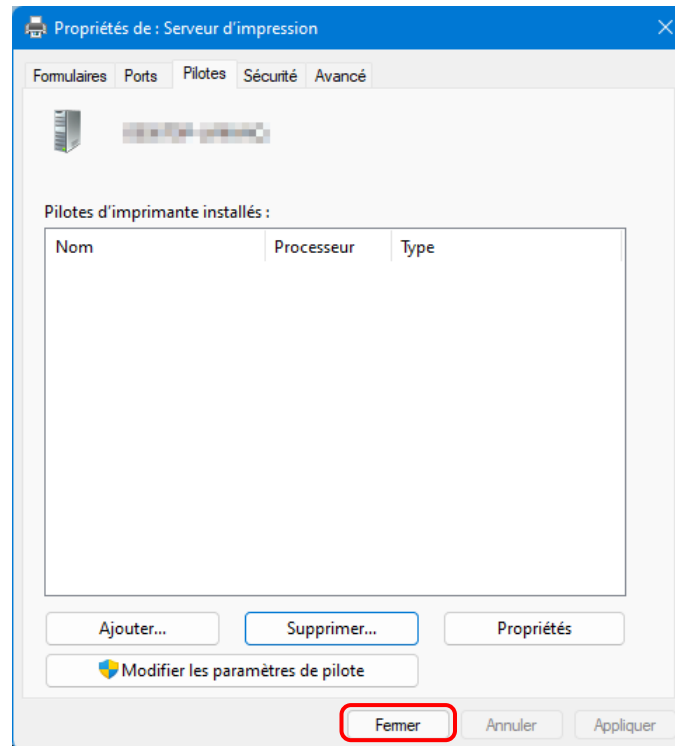 Propriétés de : Serveur d'impression
Formulaires Ports Pilotes Sécurité Avancé
Pilotes d'imprimante installés :
Nom Processeur Type
Ajouter... Supprimer... Propriétés
Modifier les paramètres de pilote
Fermer Annuler Appliquer